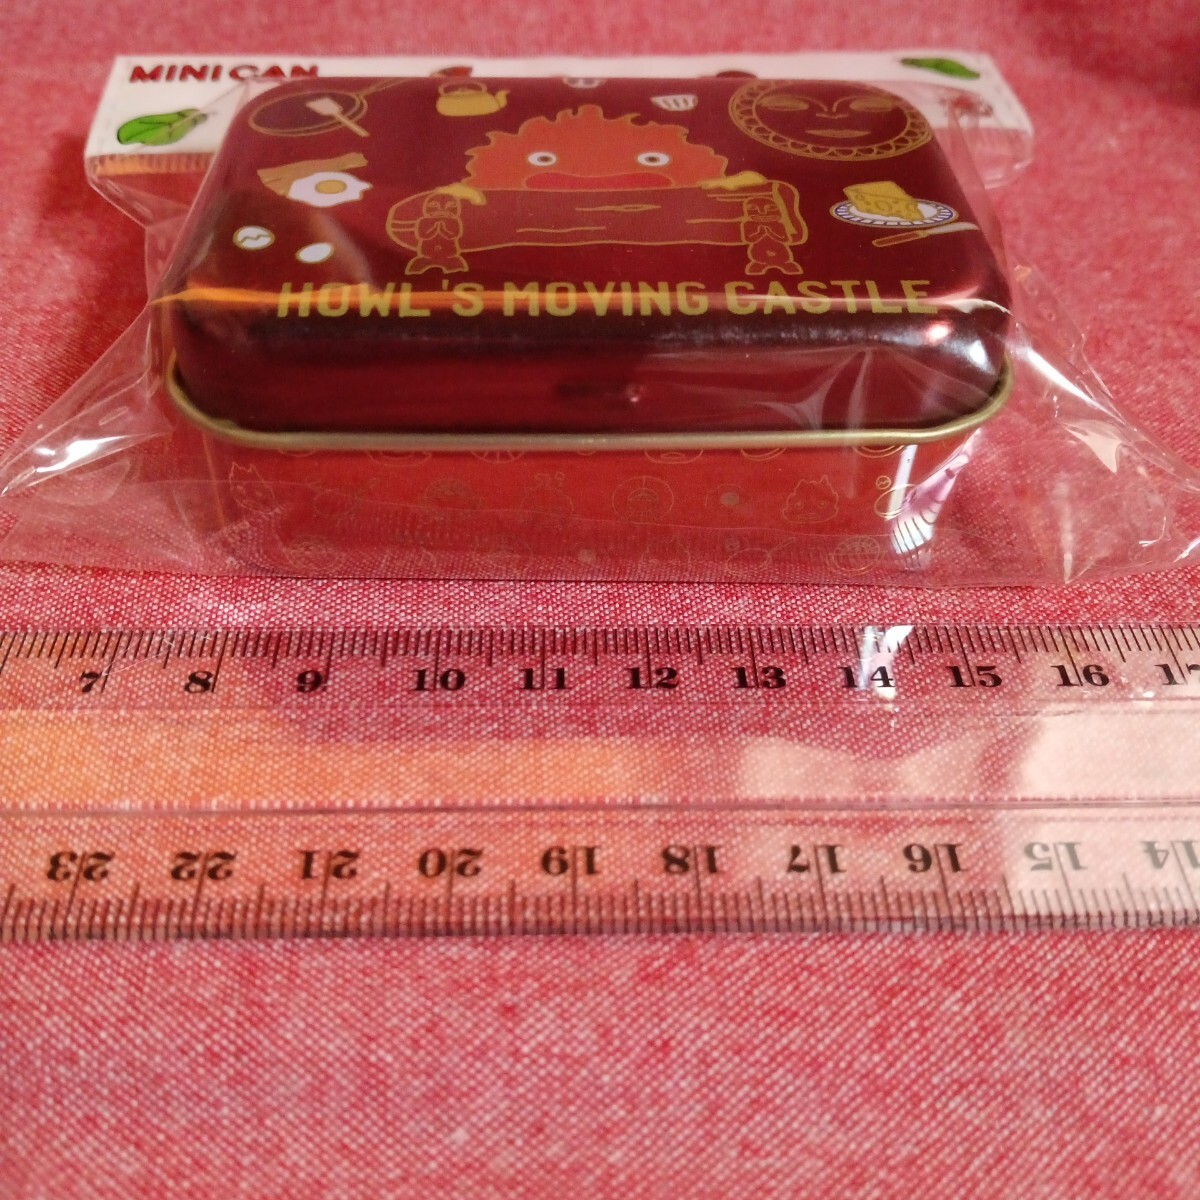 MINI CAN
HOWL'S MOVING CASTLE
7 8 9 10 11 12 13 14 15 16 17
23 22 21 20 19 18 17 16 15 14